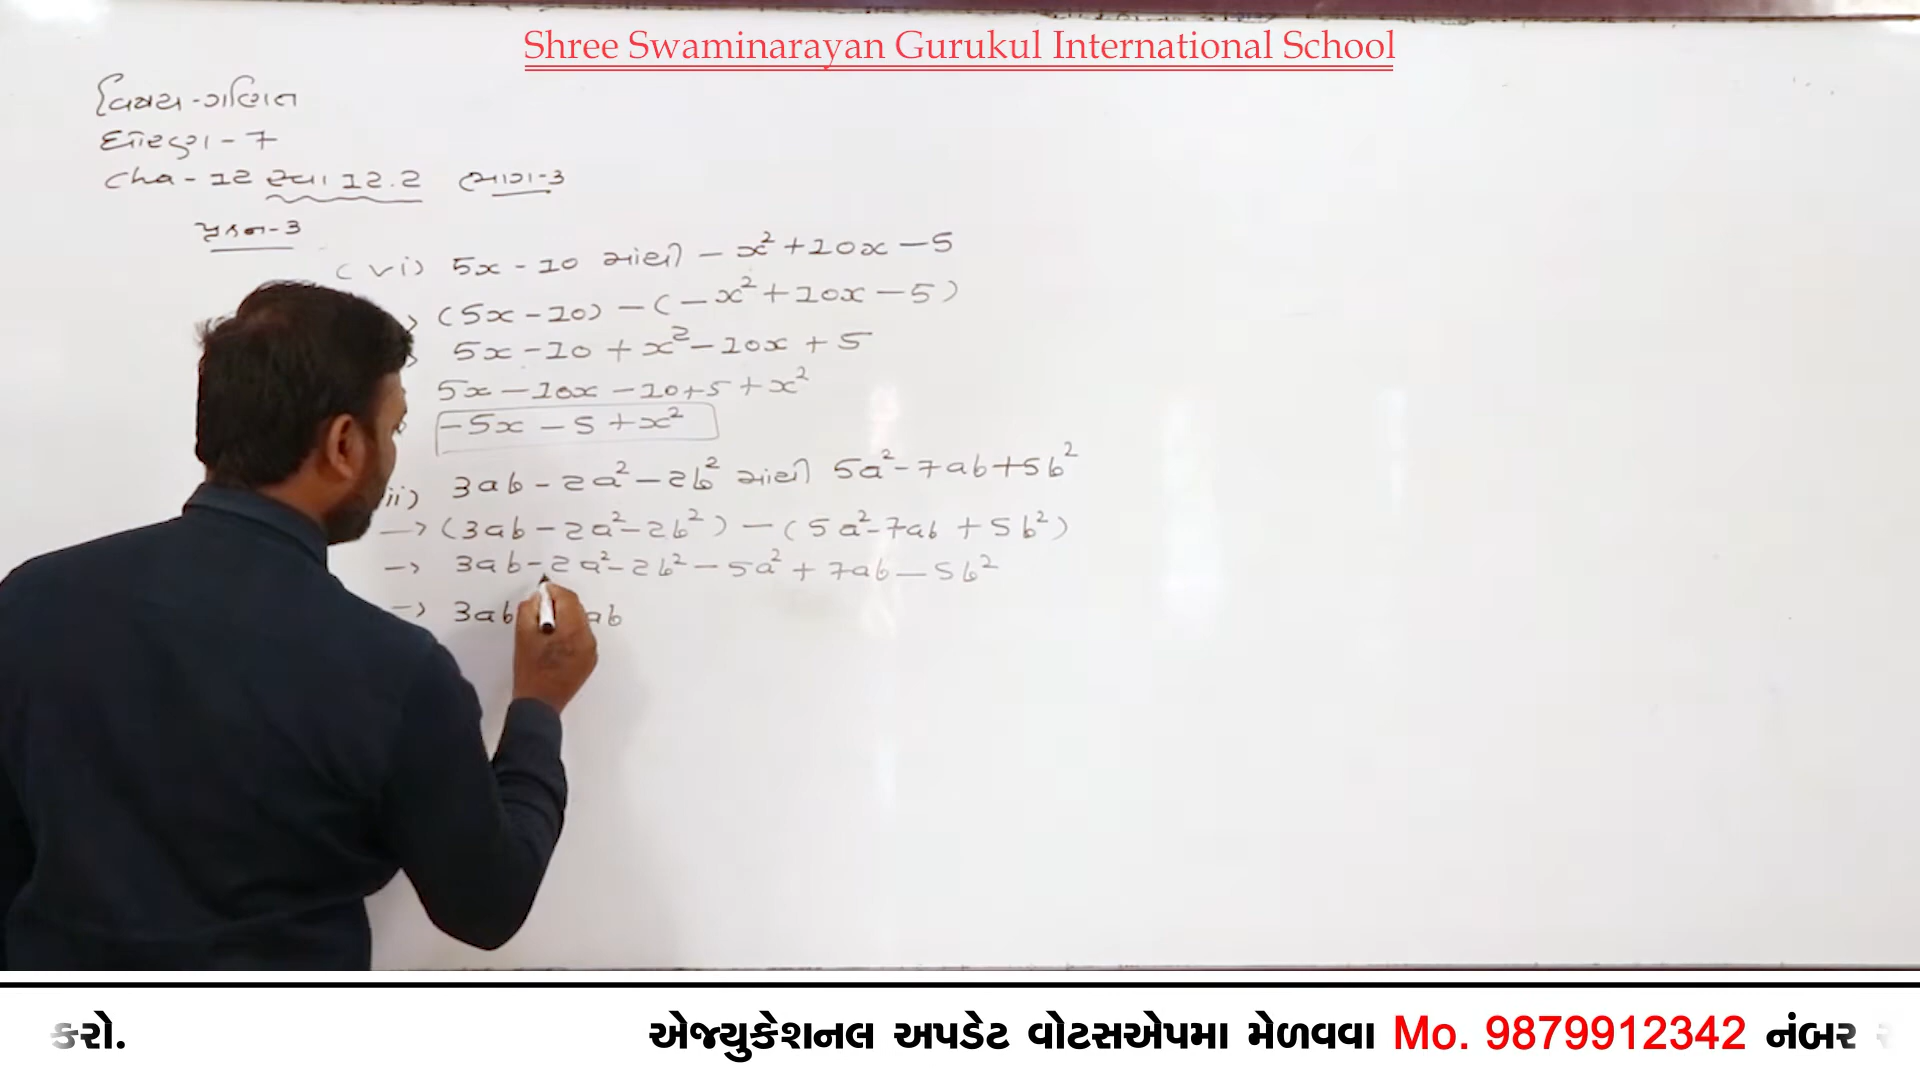 Shree Swaminarayan Gurukul International School
વિષય - ગણિત
ધોરણ - 7
Cha - 12 સ્વા 12.2 ભાગ-3
પ્રશ્ન-3
(vi) 5x - 10 માંથી - x² + 10x - 5
(5x - 10) - (- x² + 10x - 5)
5x - 10 + x² - 10x + 5
5x - 10x - 10 + 5 + x²
-5x - 5 + x²
ii) 3ab - 2a² - 2b² માંથી 5a² - 7ab + 5b²
→ (3ab - 2a² - 2b²) - (5a² - 7ab + 5b²)
→ 3ab - 2a² - 2b² - 5a² + 7ab - 5b²
→ 3ab ab
કરો. એજ્યુકેશનલ અપડેટ વોટસએપમા મેળવવા Mo. 9879912342 નંબર